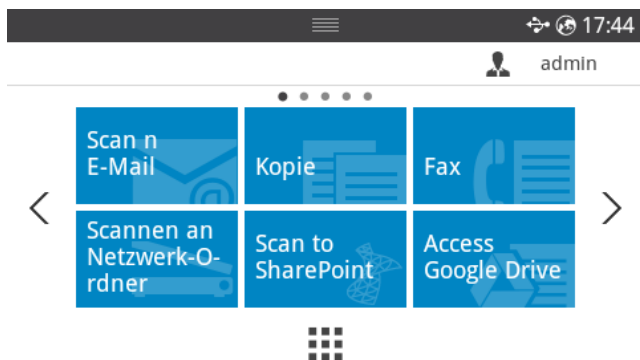 17:44
admin
Scan n
E-Mail
Kopie
Fax
Scannen an
Netzwerk-O-
rdner
Scan to
SharePoint
Access
Google Drive